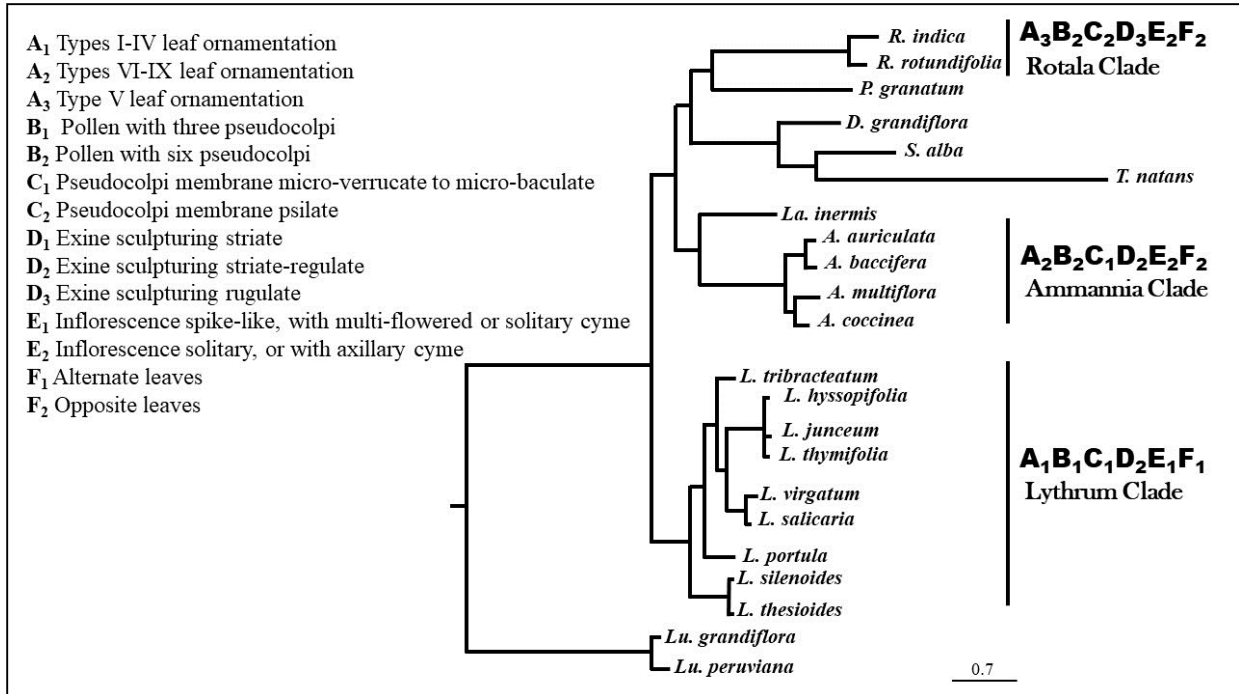 A₁ Types I-IV leaf ornamentation
A₂ Types VI-IX leaf ornamentation
A₃ Type V leaf ornamentation
B₁ Pollen with three pseudocolpi
B₂ Pollen with six pseudocolpi
C₁ Pseudocolpi membrane micro-verrucate to micro-baculate
C₂ Pseudocolpi membrane psilate
D₁ Exine sculpturing striate
D₂ Exine sculpturing striate-regulate
D₃ Exine sculpturing rugulate
E₁ Inflorescence spike-like, with multi-flowered or solitary cyme
E₂ Inflorescence solitary, or with axillary cyme
F₁ Alternate leaves
F₂ Opposite leaves
R. indica
R. rotundifolia
P. granatum
D. grandiflora
S. alba
T. natans
La. inermis
A. auriculata
A. baccifera
A. multiflora
A. coccinea
L. tribracteatum
L. hyssopifolia
L. junceum
L. thymifolia
L. virgatum
L. salicaria
L. portula
L. silenoides
L. thesioides
Lu. grandiflora
Lu. peruviana
A₃B₂C₂D₃E₂F₂
Rotala Clade
A₂B₂C₁D₂E₂F₂
Ammannia Clade
A₁B₁C₁D₂E₁F₁
Lythrum Clade
0.7